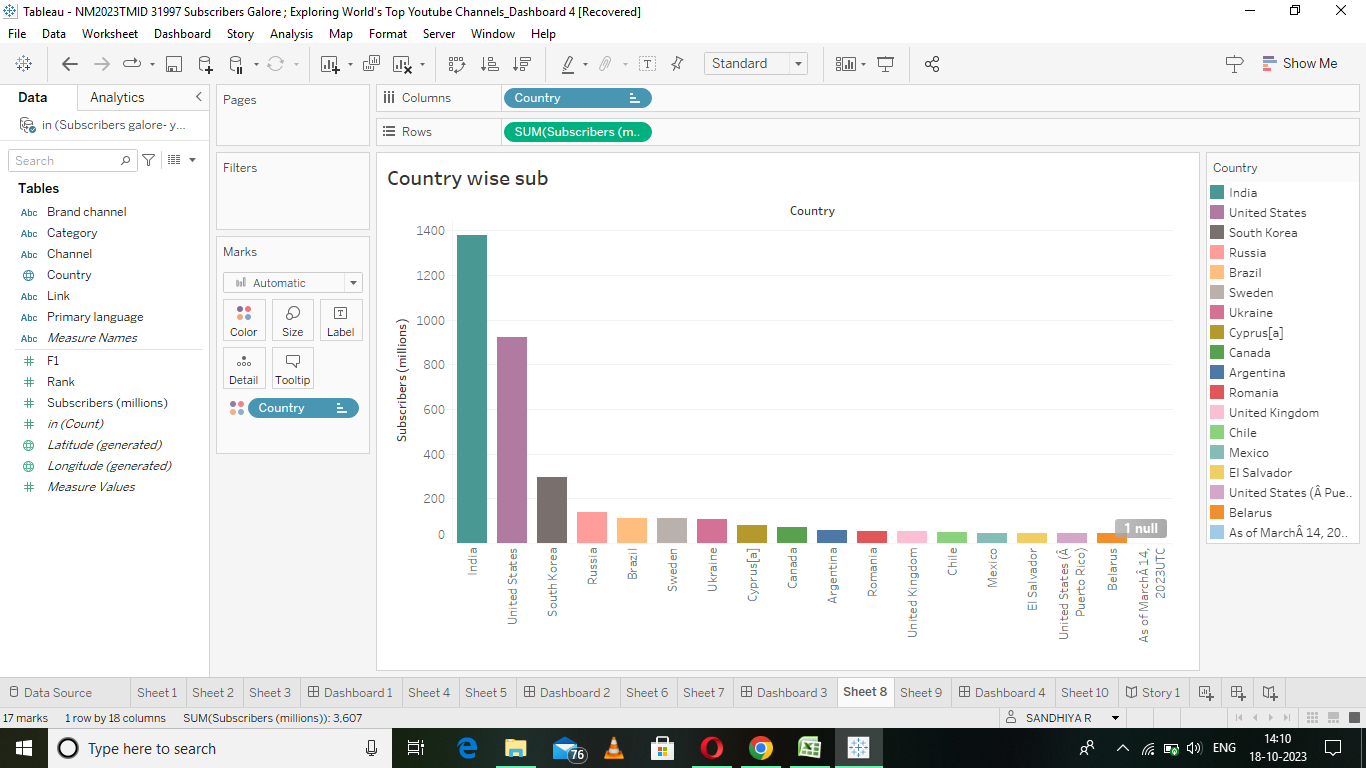 Tableau - NM2023TMID 31997 Subscribers Galore ; Exploring World's Top Youtube Channels_Dashboard 4 [Recovered]
File Data Worksheet Dashboard Story Analysis Map Format Server Window Help
Standard
Show Me
Data Analytics
in (Subscribers galore- y...
Search
Tables
Abc Brand channel
Abc Category
Abc Channel
Country
Abc Link
Abc Primary language
Abc Measure Names
F1
Rank
Subscribers (millions)
in (Count)
Latitude (generated)
Longitude (generated)
Measure Values
Pages
Filters
Marks
Automatic
Color Size Label
Detail Tooltip
Country
Columns Country
Rows SUM(Subscribers (m..
Country wise sub
Country
Subscribers (millions)
1400
1200
1000
800
600
400
200
0
1 null
India
United States
South Korea
Russia
Brazil
Sweden
Ukraine
Cyprus[a]
Canada
Argentina
Romania
United Kingdom
Chile
Mexico
El Salvador
United States (Â
Puerto Rico)
Belarus
As of MarchÂ 14,
2023UTC
Country
India
United States
South Korea
Russia
Brazil
Sweden
Ukraine
Cyprus[a]
Canada
Argentina
Romania
United Kingdom
Chile
Mexico
El Salvador
United States (Â Pue..
Belarus
As of MarchÂ 14, 20..
Data Source Sheet 1 Sheet 2 Sheet 3 Dashboard 1 Sheet 4 Sheet 5 Dashboard 2 Sheet 6 Sheet 7 Dashboard 3 Sheet 8 Sheet 9 Dashboard 4 Sheet 10 Story 1
17 marks 1 row by 18 columns SUM(Subscribers (millions)): 3,607 SANDHIYA R
Type here to search 76 ENG 14:10
18-10-2023